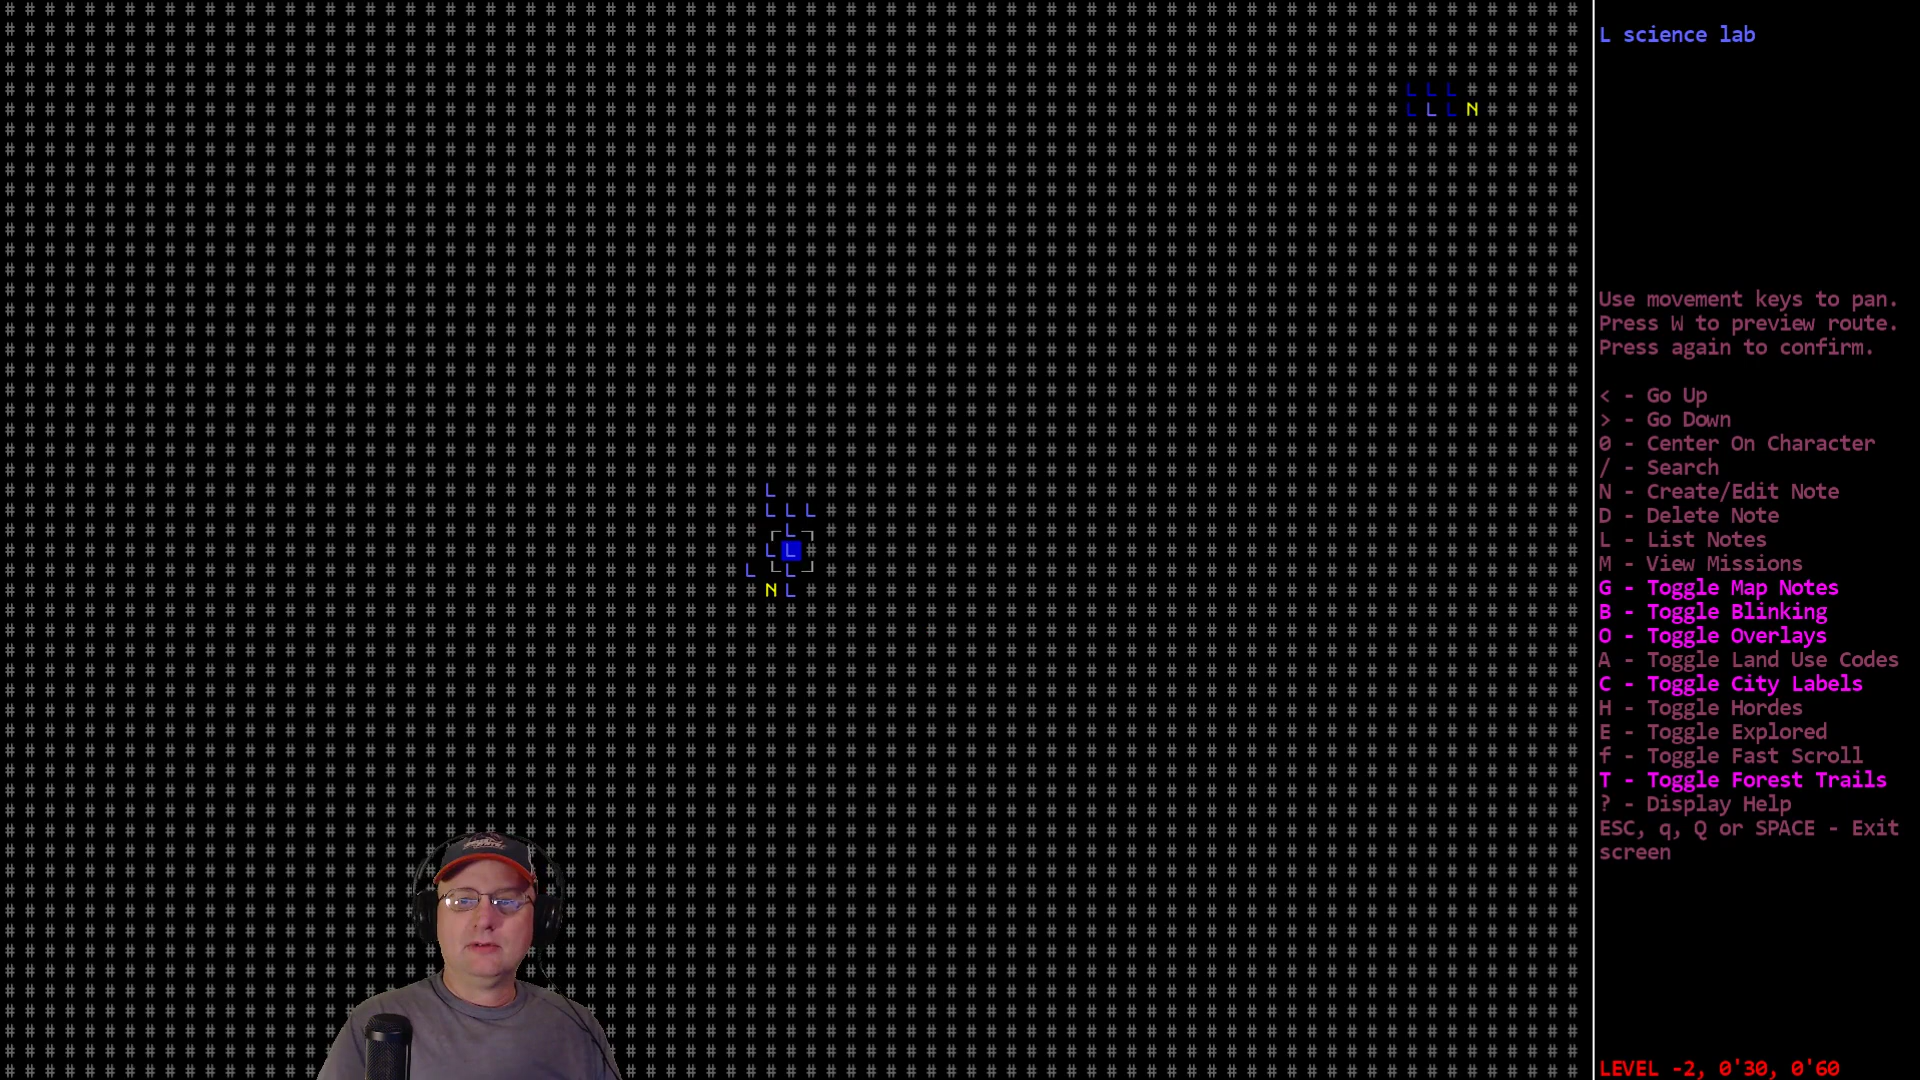 L science lab
L L L
L L L N
Use movement keys to pan.
Press W to preview route.
Press again to confirm.
< - Go Up
> - Go Down
0 - Center On Character
/ - Search
N - Create/Edit Note
D - Delete Note
L - List Notes
M - View Missions
G - Toggle Map Notes
B - Toggle Blinking
O - Toggle Overlays
A - Toggle Land Use Codes
C - Toggle City Labels
H - Toggle Hordes
E - Toggle Explored
f - Toggle Fast Scroll
T - Toggle Forest Trails
? - Display Help
ESC, q, Q or SPACE - Exit
screen
L
L L L
L
L L
L L
N L
LEVEL -2, 0'30, 0'60